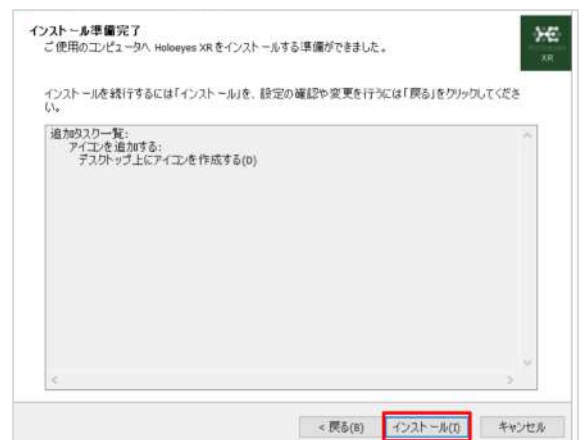 インストール準備完了
ご使用のコンピュータへ Holoeyes XR をインストールする準備ができました。
XR
インストールを続行するには「インストール」を、設定の確認や変更を行うには「戻る」をクリックしてくださ
い。
追加タスク一覧:
アイコンを追加する:
デスクトップ上にアイコンを作成する(D)
< 戻る(B)
インストール(I)
キャンセル